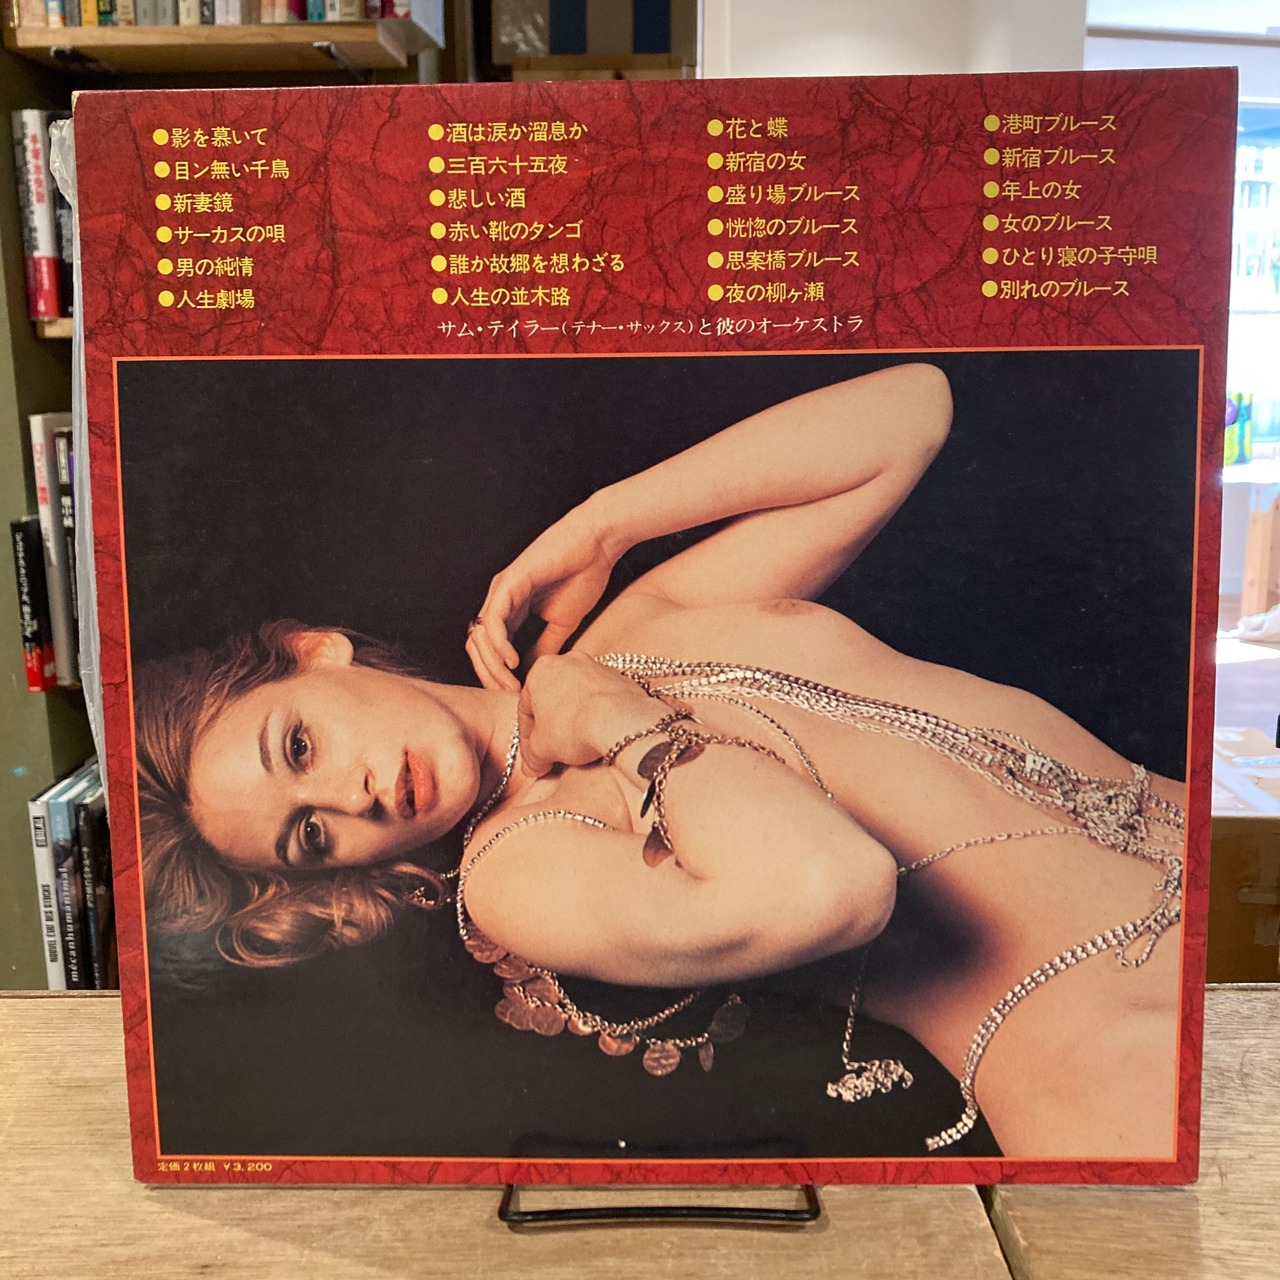 ●影を慕いて
●目ン無い千鳥
●新妻鏡
●サーカスの唄
●男の純情
●人生劇場
●酒は涙か溜息か
●三百六十五夜
●悲しい酒
●赤い靴のタンゴ
●誰か故郷を想わざる
●人生の並木路
●花と蝶
●新宿の女
●盛り場ブルース
●恍惚のブルース
●思案橋ブルース
●夜の柳ヶ瀬
●港町ブルース
●新宿ブルース
●年上の女
●女のブルース
●ひとり寝の子守唄
●別れのブルース
サム・テイラー(テナー・サックス)と彼のオーケストラ
定価2枚組 ¥3,200
NOUVEL ÉTAT DES STOCKS
mécanhumanimal